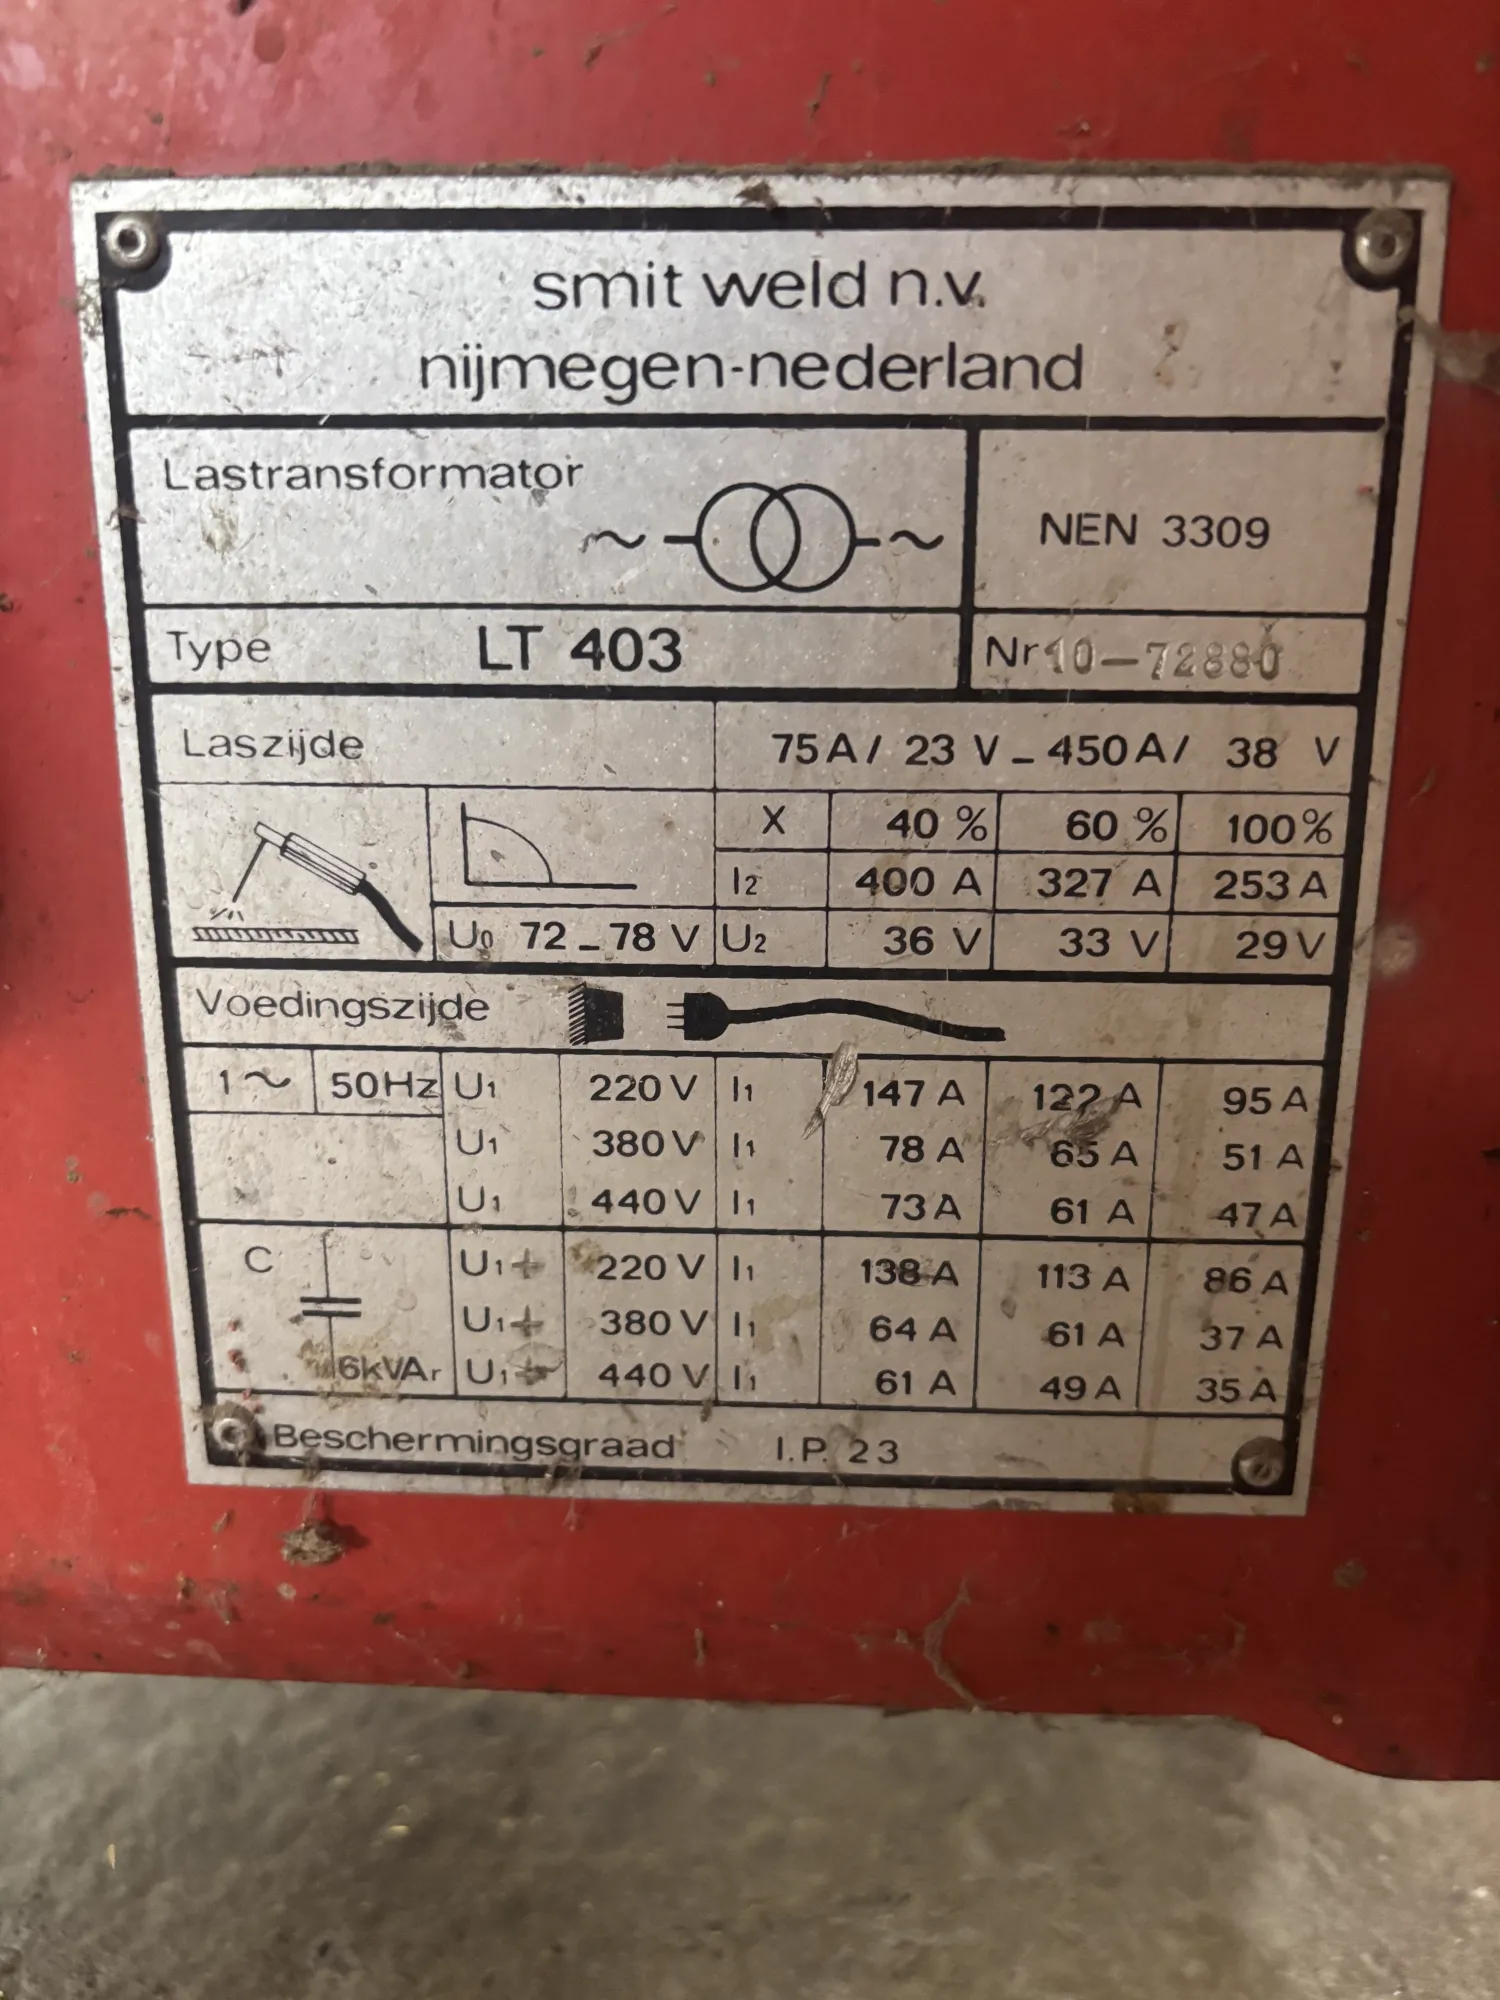 smit weld n.v.
nijmegen-nederland
Lastransformator
~ ~
NEN 3309
Type LT 403
Nr 10-72880
Laszijde 75 A / 23 V - 450 A / 38 V
X 40 % 60 % 100 %
I2 400 A 327 A 253 A
U0 72 - 78 V U2 36 V 33 V 29 V
Voedingszijde
1 ~ 50Hz U1 220 V I1 147 A 122 A 95 A
U1 380 V I1 78 A 65 A 51 A
U1 440 V I1 73 A 61 A 47 A
C U1+ 220 V I1 138 A 113 A 86 A
U1+ 380 V I1 64 A 61 A 37 A
6kVAr U1+ 440 V I1 61 A 49 A 35 A
Beschermingsgraad I.P. 23